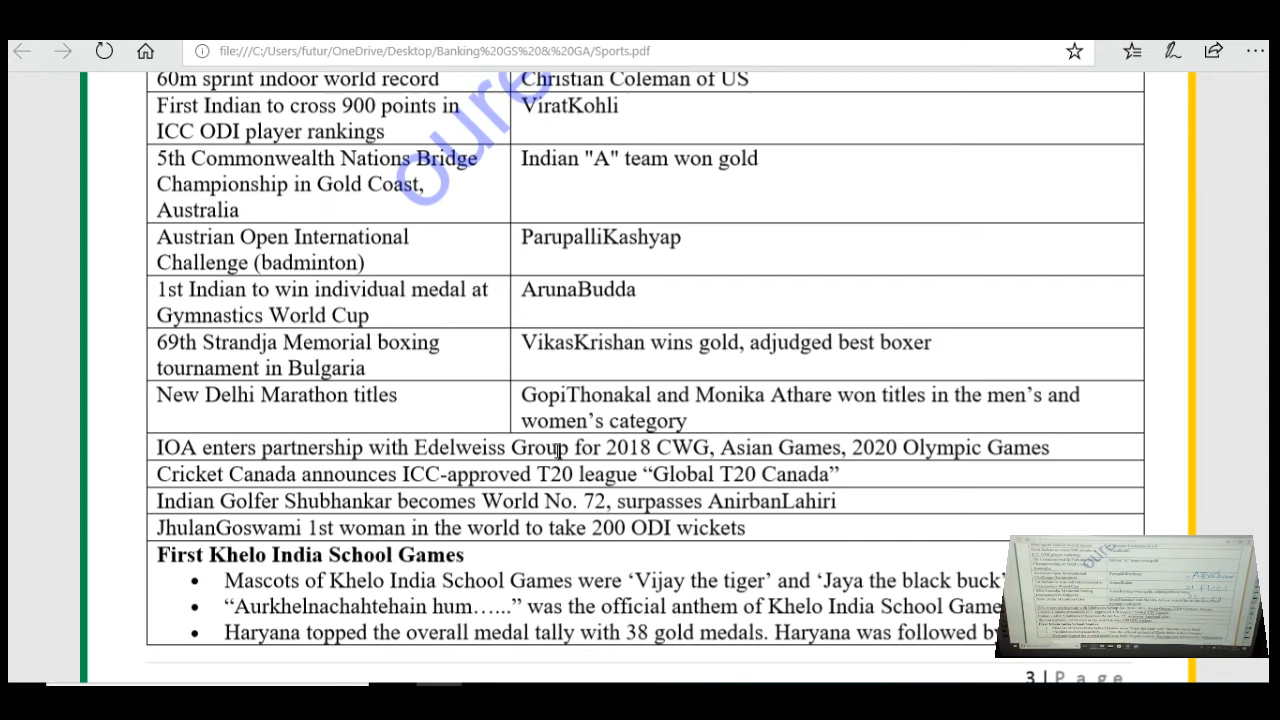 file:///C:/Users/futur/OneDrive/Desktop/Banking%20GS%20&%20GA/Sports.pdf
60m sprint indoor world record Christian Coleman of US
First Indian to cross 900 points in ViratKohli
ICC ODI player rankings
5th Commonwealth Nations Bridge Indian "A" team won gold
Championship in Gold Coast,
Australia
Austrian Open International ParupalliKashyap
Challenge (badminton)
1st Indian to win individual medal at ArunaBudda
Gymnastics World Cup
69th Strandja Memorial boxing VikasKrishan wins gold, adjudged best boxer
tournament in Bulgaria
New Delhi Marathon titles GopiThonakal and Monika Athare won titles in the men’s and
women’s category
IOA enters partnership with Edelweiss Group for 2018 CWG, Asian Games, 2020 Olympic Games
Cricket Canada announces ICC-approved T20 league “Global T20 Canada”
Indian Golfer Shubhankar becomes World No. 72, surpasses AnirbanLahiri
JhulanGoswami 1st woman in the world to take 200 ODI wickets
First Khelo India School Games
• Mascots of Khelo India School Games were ‘Vijay the tiger’ and ‘Jaya the black buck’
• “Aurkhelnachahtehain hum……” was the official anthem of Khelo India School Game
• Haryana topped the overall medal tally with 38 gold medals. Haryana was followed by
3 | P a g e
oure